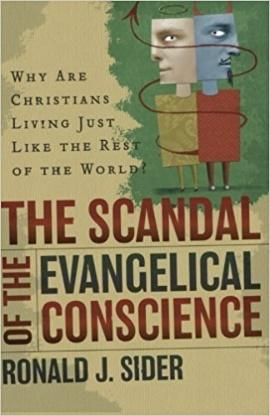 WHY ARE
CHRISTIANS
LIVING JUST
LIKE THE REST
OF THE WORLD?
THE SCANDAL
OF THE
EVANGELICAL
CONSCIENCE
RONALD J. SIDER